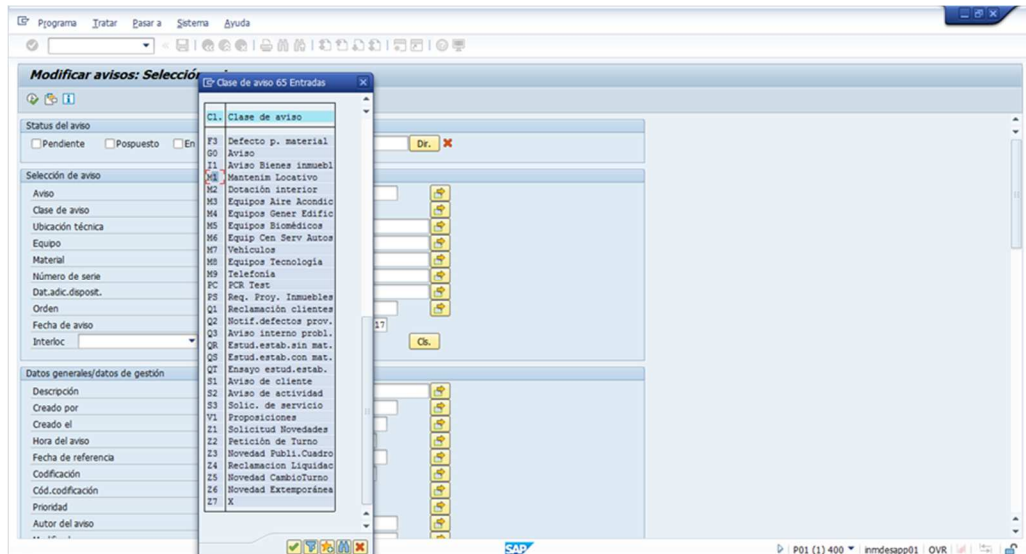 Programa Tratar Pasar a Sistema Ayuda
Modificar avisos: Selección
Status del aviso
Pendiente Pospuesto En Dir.
Selección de aviso
Aviso
Clase de aviso
Ubicación técnica
Equipo
Material
Número de serie
Dat.adic.disposit.
Orden
Fecha de aviso 17
Interloc Cls.
Datos generales/datos de gestión
Descripción
Creado por
Creado el
Hora del aviso
Fecha de referencia
Codificación
Cód.codificación
Prioridad
Autor del aviso
Clase de aviso 65 Entradas
Cl. Clase de aviso
F3 Defecto p. material
G0 Aviso
I1 Aviso Bienes inmuebl
M1 Mantenim Locativo
M2 Dotación interior
M3 Equipos Aire Acondic
M4 Equipos Gener Edific
M5 Equipos Biomédicos
M6 Equip Cen Serv Autos
M7 Vehículos
M8 Equipos Tecnología
M9 Telefonía
PC PCR Test
PS Req. Proy. Inmuebles
Q1 Reclamación clientes
Q2 Notif.defectos prov.
Q3 Aviso interno probl.
QR Estud.estab.sin mat.
QS Estud.estab.con mat.
QT Ensayo estud.estab.
S1 Aviso de cliente
S2 Aviso de actividad
S3 Solic. de servicio
V1 Proposiciones
Z1 Solicitud Novedades
Z2 Petición de Turno
Z3 Novedad Publi.Cuadro
Z4 Reclamacion Liquidac
Z5 Novedad CambioTurno
Z6 Novedad Extemporánea
Z7 X
SAP
P01 (1) 400 inmdesapp01 OVR